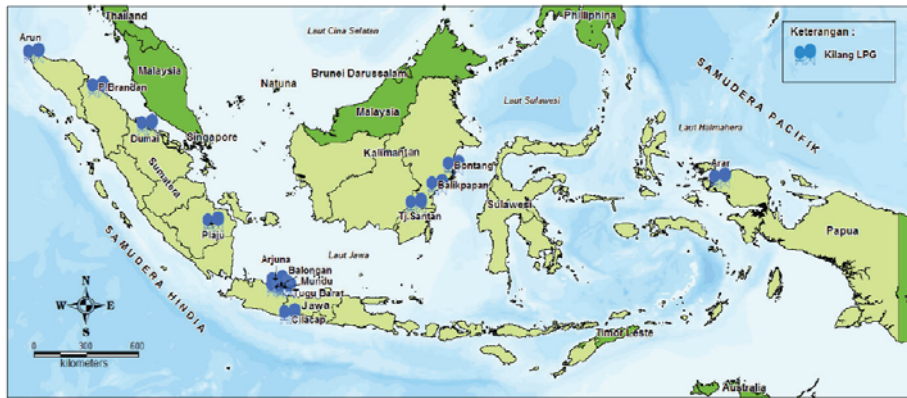 Thailand
Philiphina
Keterangan :
Kilang LPG
Arun
Laut Cina Selatan
SAMUDERA PACIFIK
Malaysia
Brunei Darussalam
P. Brandan
Natuna
Laut Sulawesi
Malaysia
Dumai
Singapore
Laut Halmahera
Kalimantan
Bontang
Arar
Sumatera
Balikpapan
Tj.Santan
Sulawesi
Plaju
Papua
SAMUDERA HINDIA
Laut Jawa
Arjuna
Balongan
Mundu
Tugu Barat
Jawa
Cilacap
N
W E
S
Timor Leste
0 300 600
kilometers
Australia